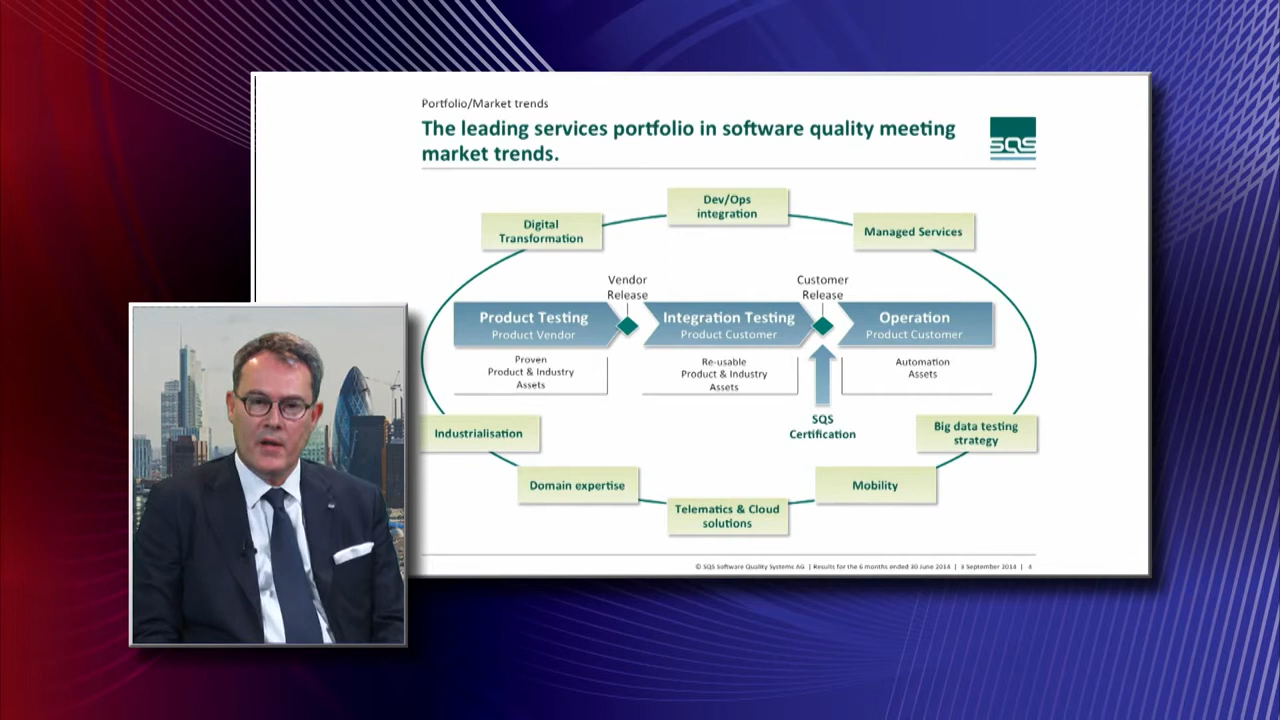 Portfolio/Market trends
The leading services portfolio in software quality meeting
market trends.
SQS
Dev/Ops
integration
Digital
Transformation
Managed Services
Vendor
Release
Customer
Release
Product Testing
Product Vendor
Integration Testing
Product Customer
Operation
Product Customer
Proven
Product & Industry
Assets
Re-usable
Product & Industry
Assets
Automation
Assets
SQS
Certification
Industrialisation
Big data testing
strategy
Domain expertise
Mobility
Telematics & Cloud
solutions
© SQS Software Quality Systems AG | Results for the 6 months ended 30 June 2014 | 3 September 2014 | 4